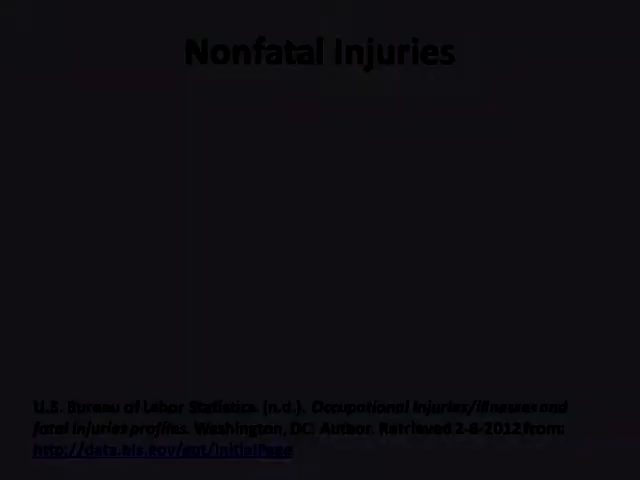 Nonfatal Injuries
U.S. Bureau of Labor Statistics. (n.d.). Occupational injuries/illnesses and
fatal injuries profiles. Washington, DC: Author. Retrieved 2-8-2012 from:
http://data.bls.gov/gqt/InitialPage